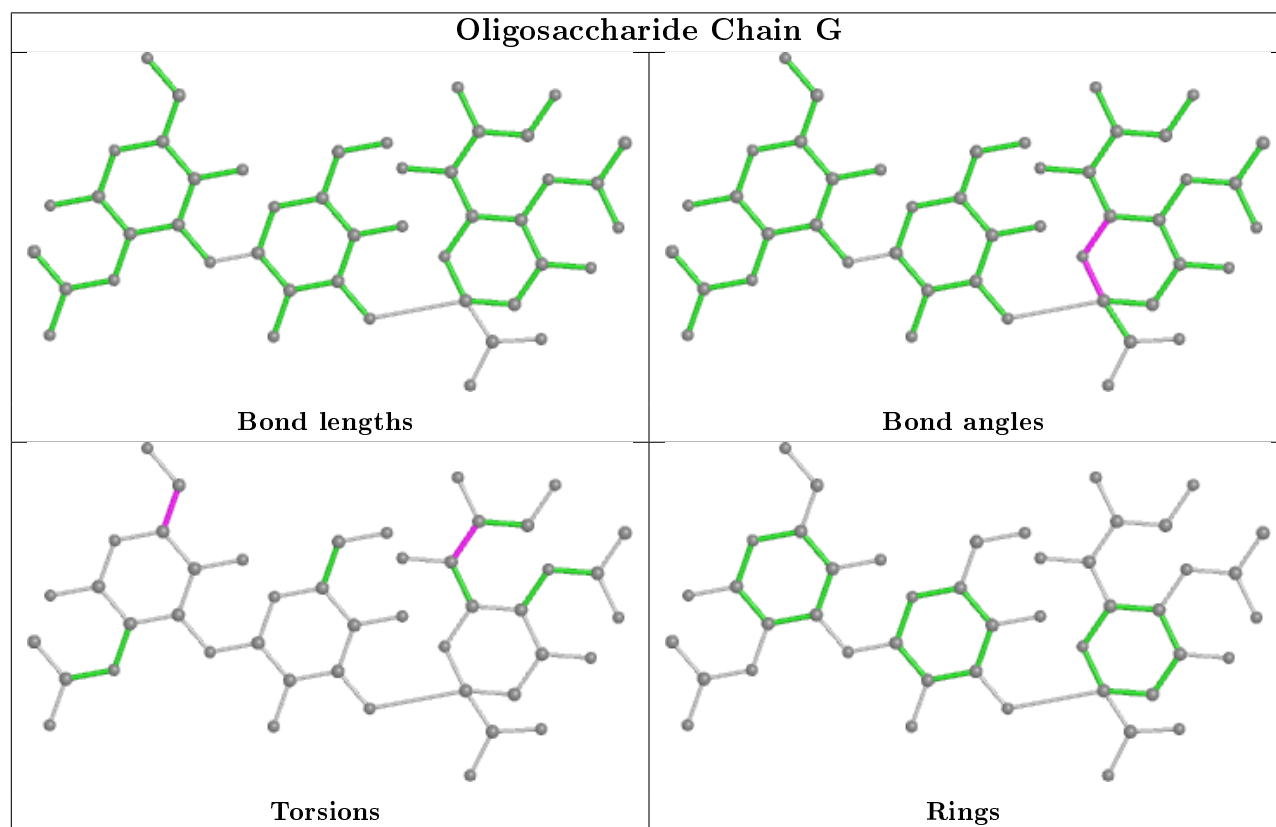 Oligosaccharide Chain G
Bond lengths
Bond angles
Torsions
Rings